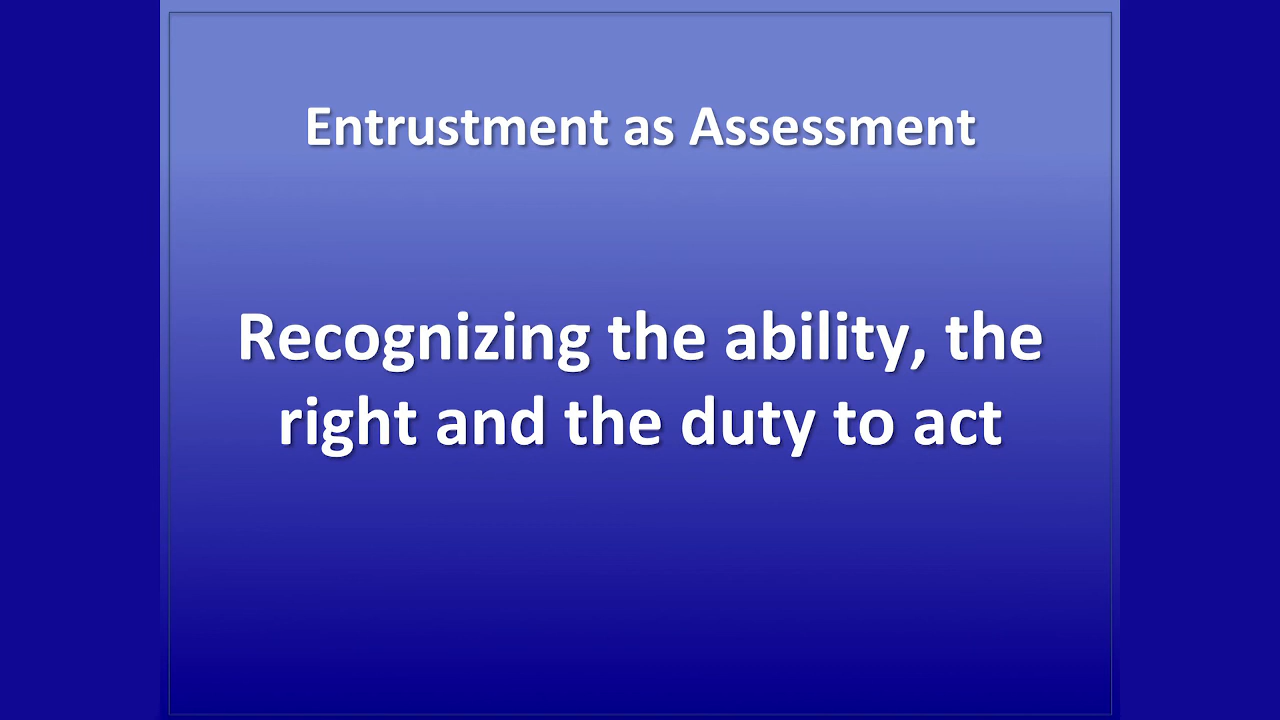 Entrustment as Assessment
Recognizing the ability, the
right and the duty to act